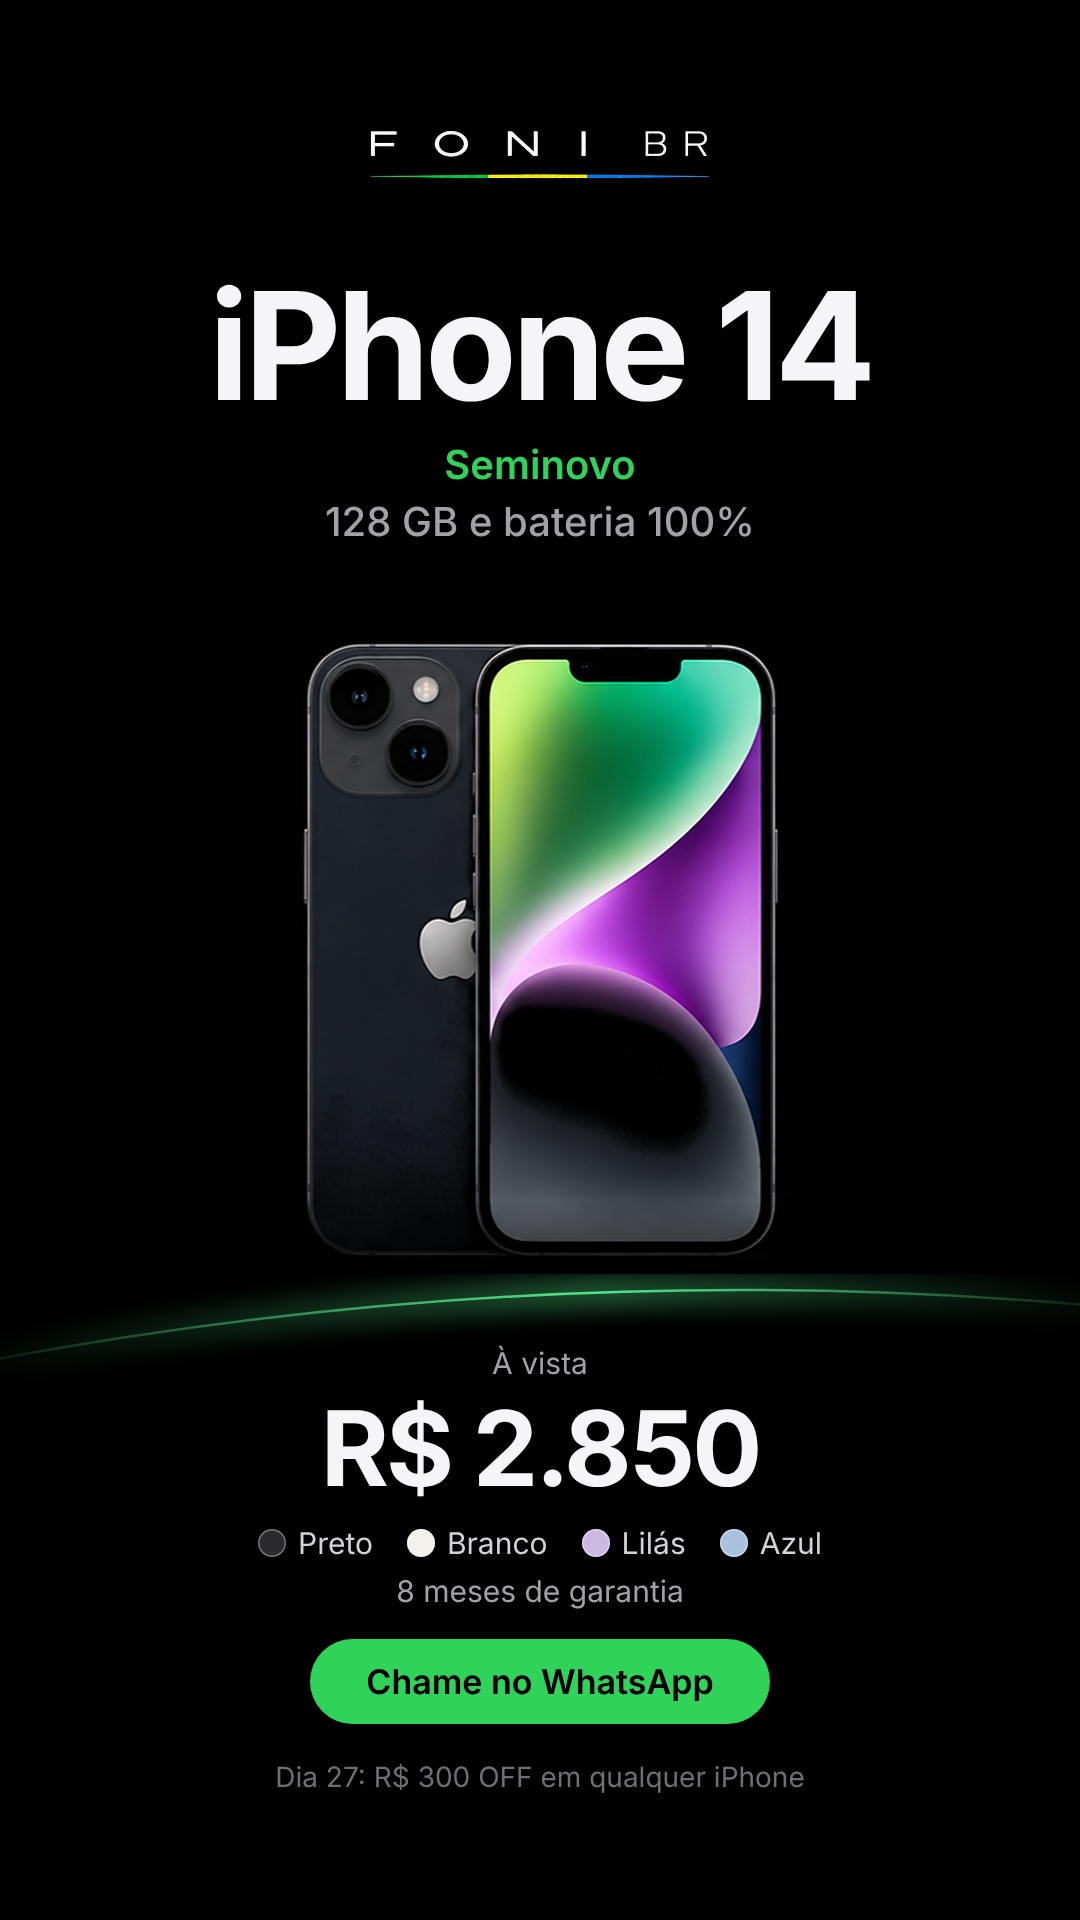 FONI BR
iPhone 14
Seminovo
128 GB e bateria 100%
À vista
R$ 2.850
Preto Branco Lilás Azul
8 meses de garantia
Chame no WhatsApp
Dia 27: R$ 300 OFF em qualquer iPhone